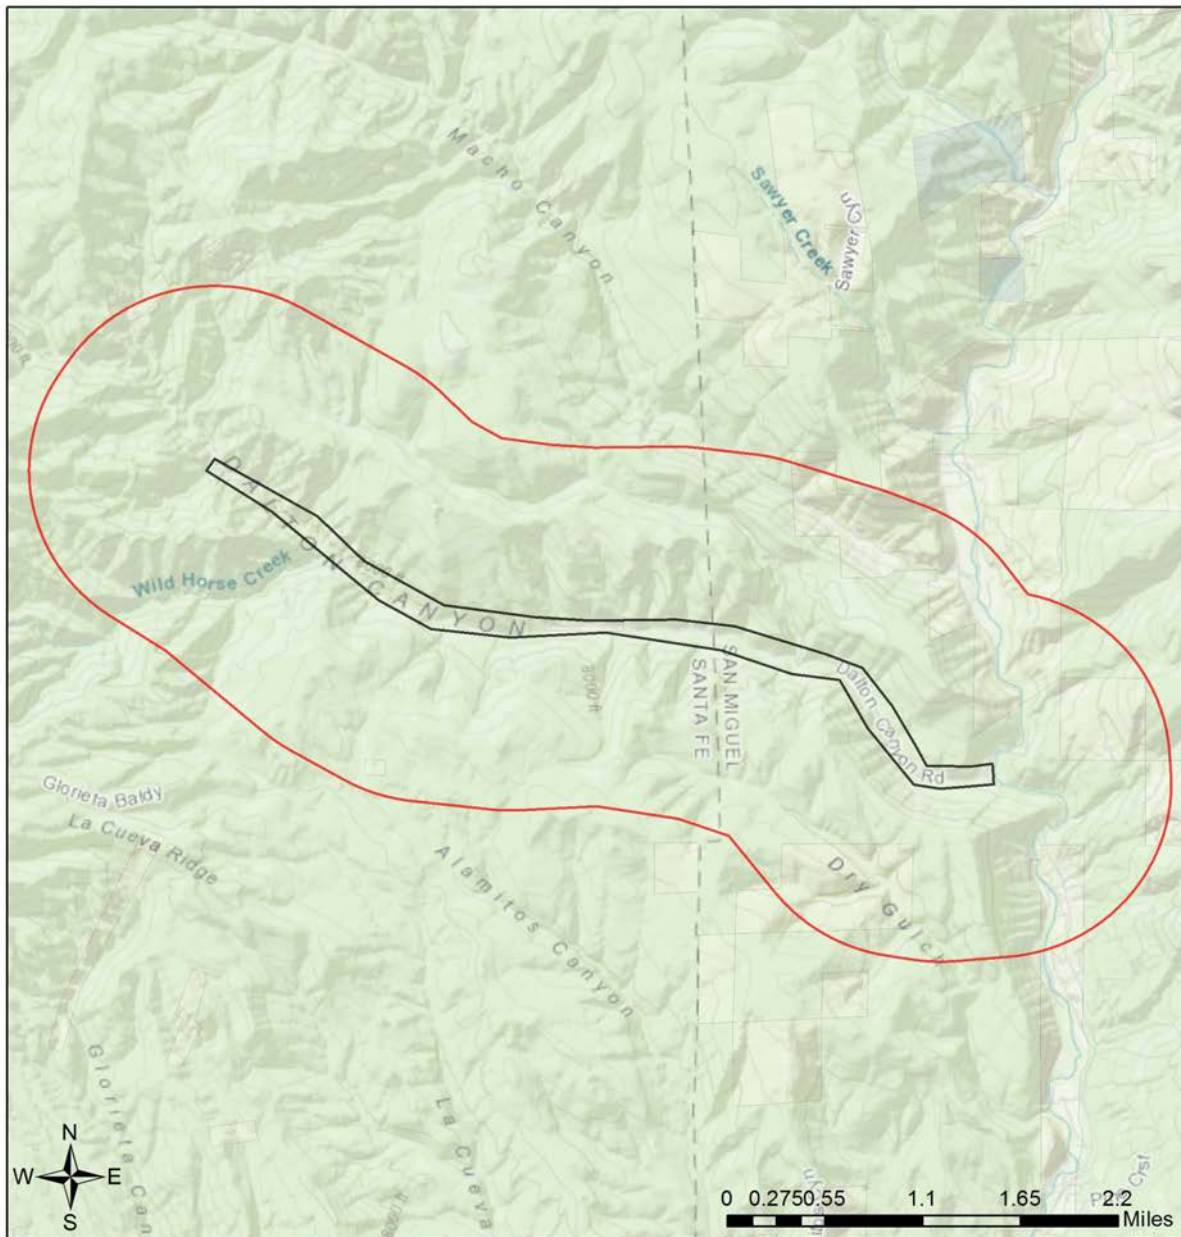 Macho Canyon
Sawyer Creek
Sawyer Cyn
DALTON CANYON
Wild Horse Creek
8000 ft
SAN MIGUEL
SANTA FE
Dalton Canyon Rd
Glorieta Baldy
La Cueva Ridge
Alamitos Canyon
Dry Gulch
Glorieta Can
La Cueva
N
W
E
S
0 0.275 0.55 1.1 1.65 2.2
Miles